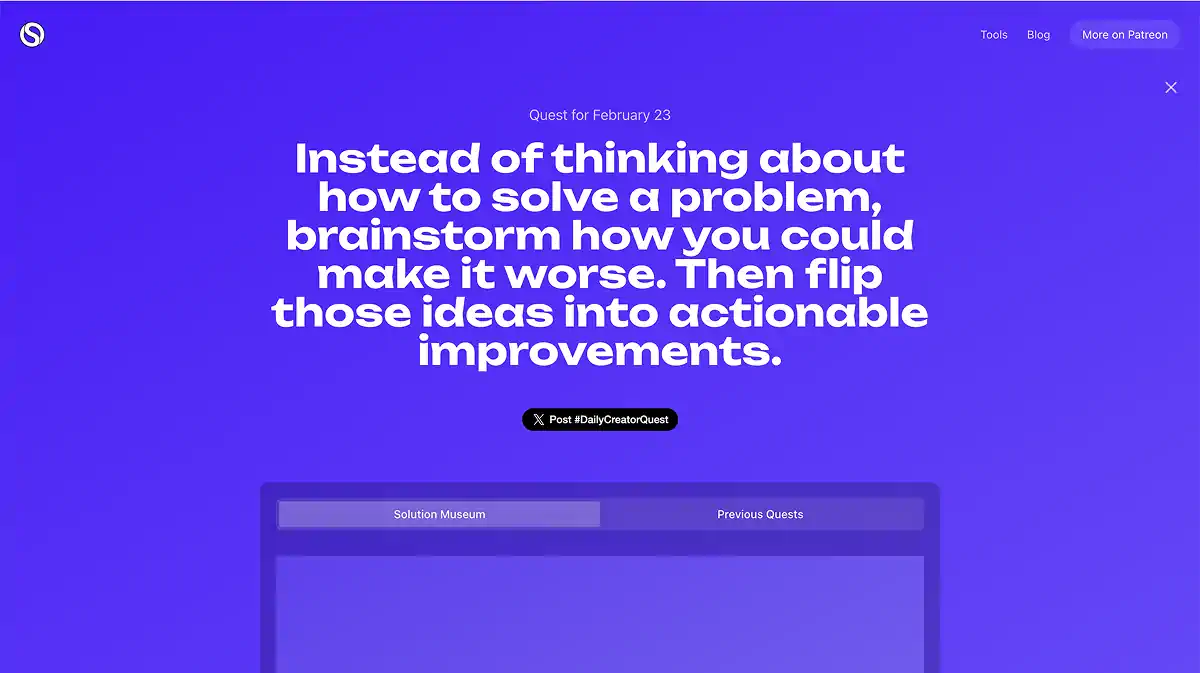 S
Tools
Blog
More on Patreon
Quest for February 23
Instead of thinking about
how to solve a problem,
brainstorm how you could
make it worse. Then flip
those ideas into actionable
improvements.
X Post #DailyCreatorQuest
Solution Museum
Previous Quests